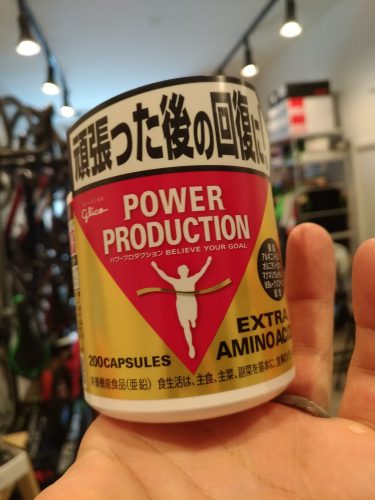 頑張った後の回復に
glico
POWER
PRODUCTION
パワープロダクション BELIEVE YOUR GOAL
亜鉛
EXTRA
AMINO ACID
200CAPSULES
栄養機能食品(亜鉛) 食生活は、主食、主菜、副菜を基本に、